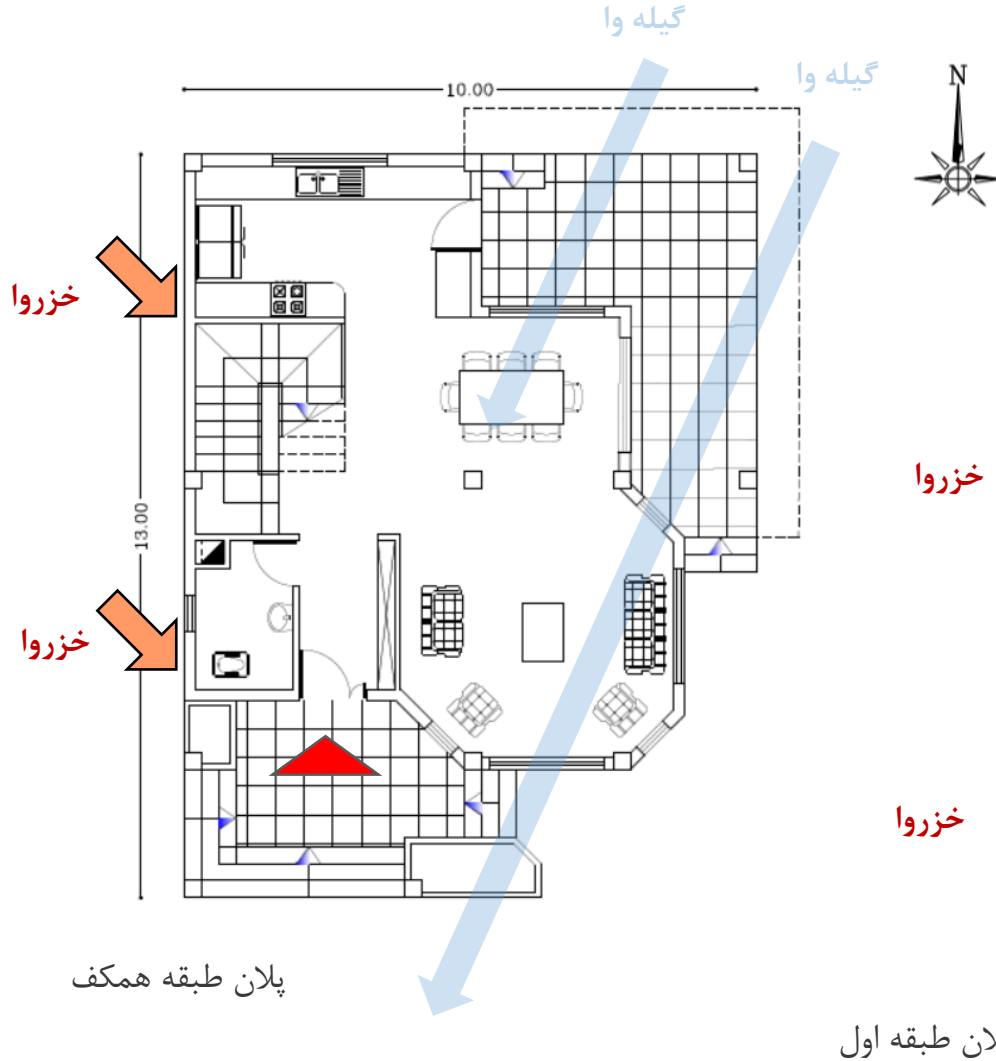 گیله وا
گیله وا
N
10.00
خزروا
خزروا
13.00
خزروا
خزروا
پلان طبقه همکف
لان طبقه اول